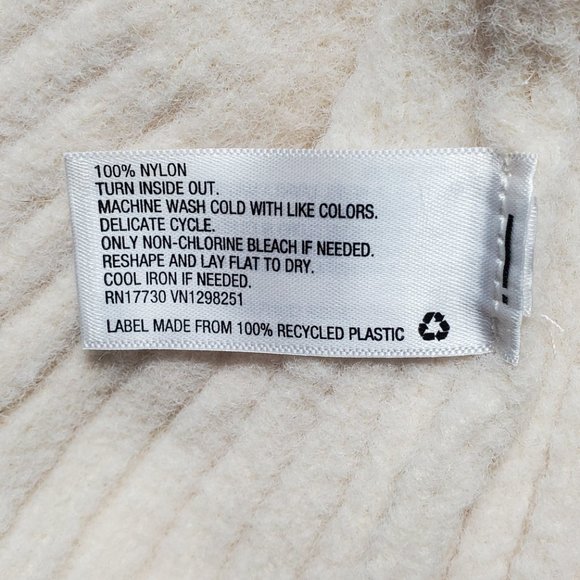 100% NYLON
TURN INSIDE OUT.
MACHINE WASH COLD WITH LIKE COLORS.
DELICATE CYCLE.
ONLY NON-CHLORINE BLEACH IF NEEDED.
RESHAPE AND LAY FLAT TO DRY.
COOL IRON IF NEEDED.
RN17730 VN1298251
LABEL MADE FROM 100% RECYCLED PLASTIC